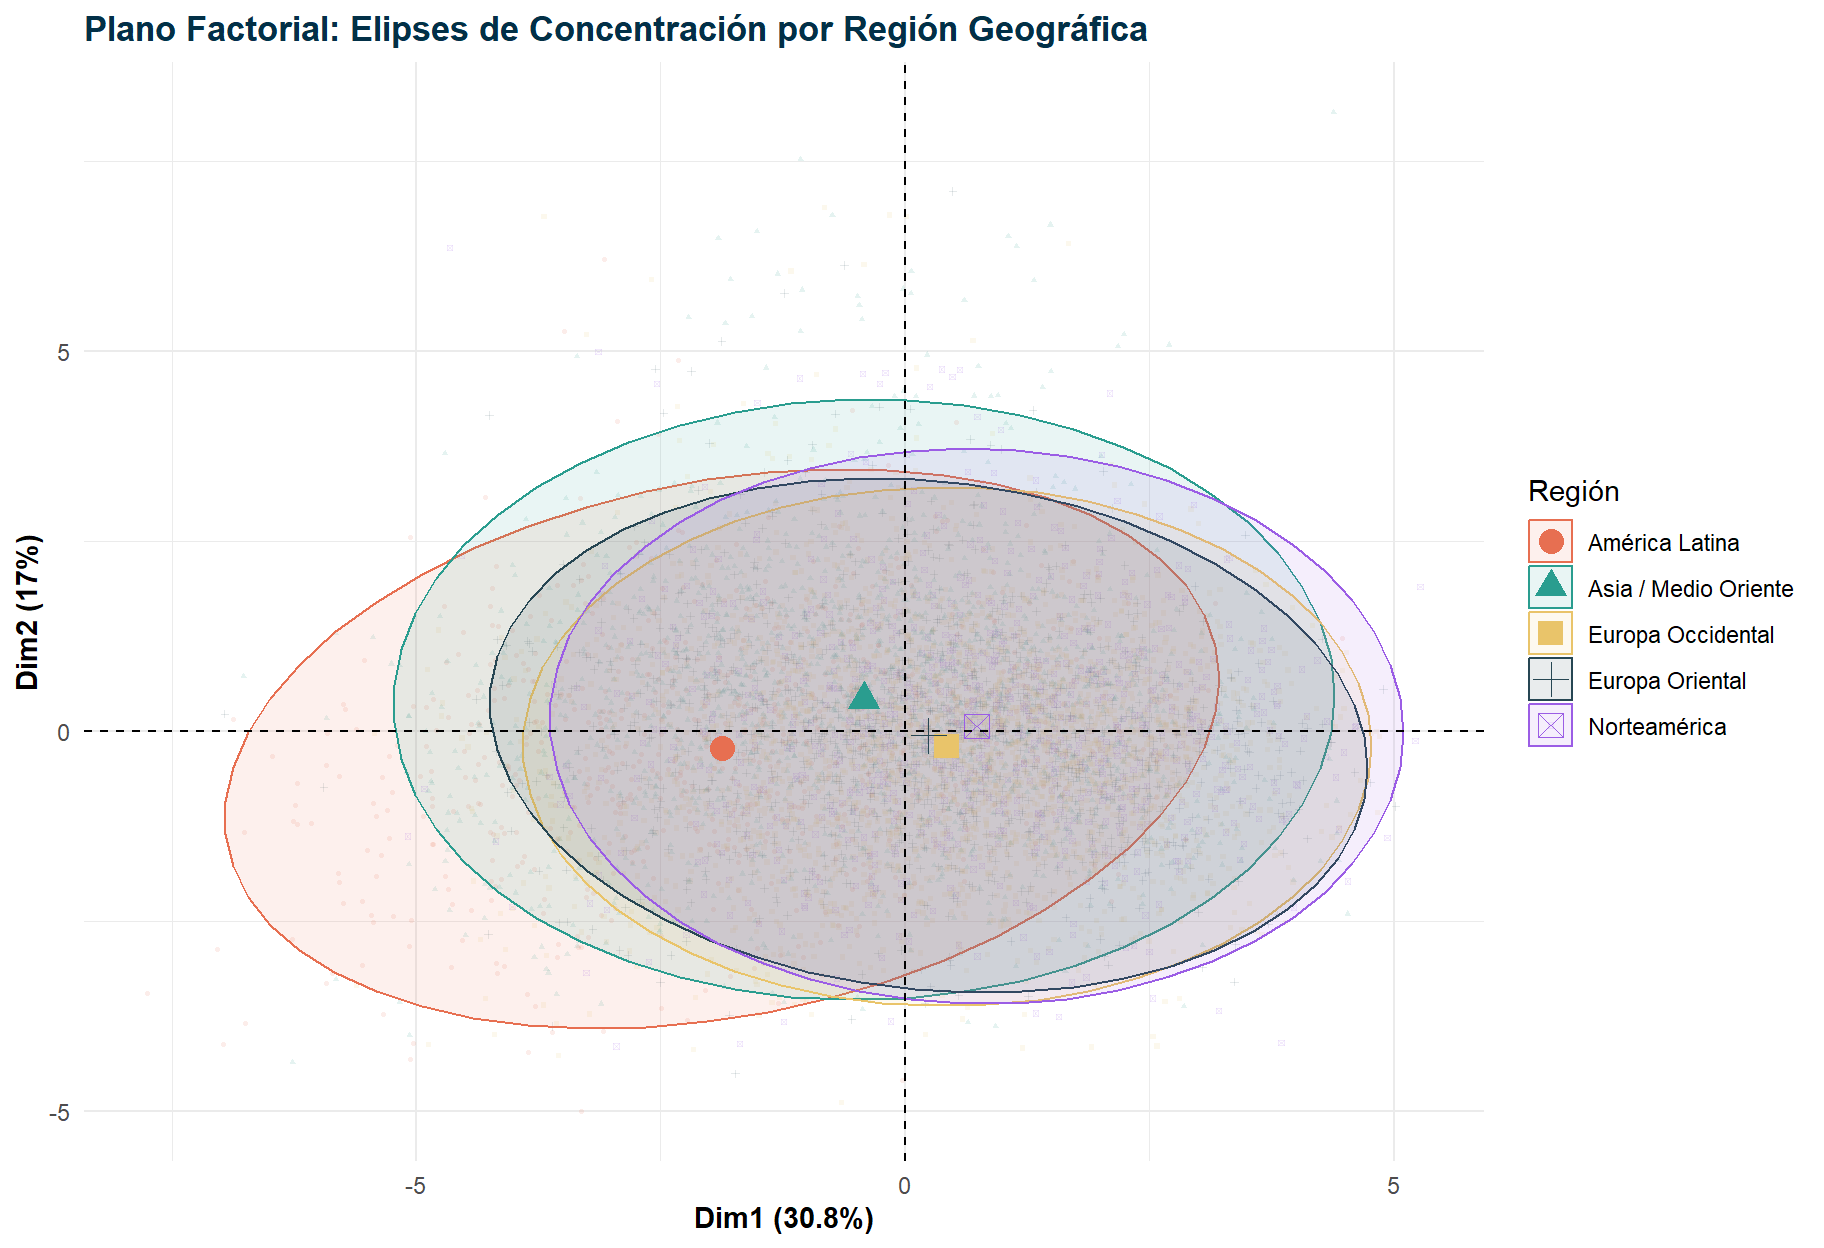 Plano Factorial: Elipses de Concentración por Región Geográfica
Dim2 (17%)
5
0
-5
-5
0
5
Dim1 (30.8%)
Región
América Latina
Asia / Medio Oriente
Europa Occidental
Europa Oriental
Norteamérica